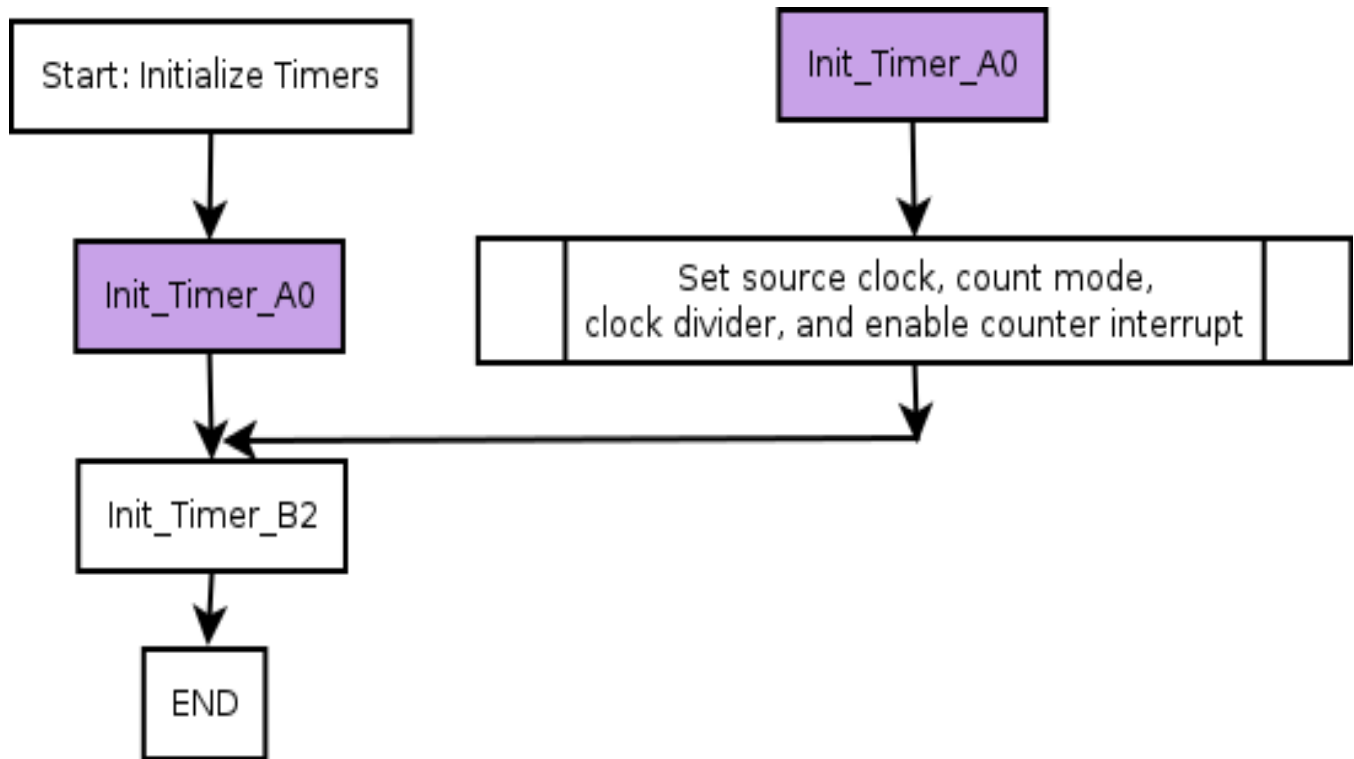 Start: Initialize Timers
Init_Timer_A0
Init_Timer_A0
Set source clock, count mode,
clock divider, and enable counter interrupt
Init_Timer_B2
END